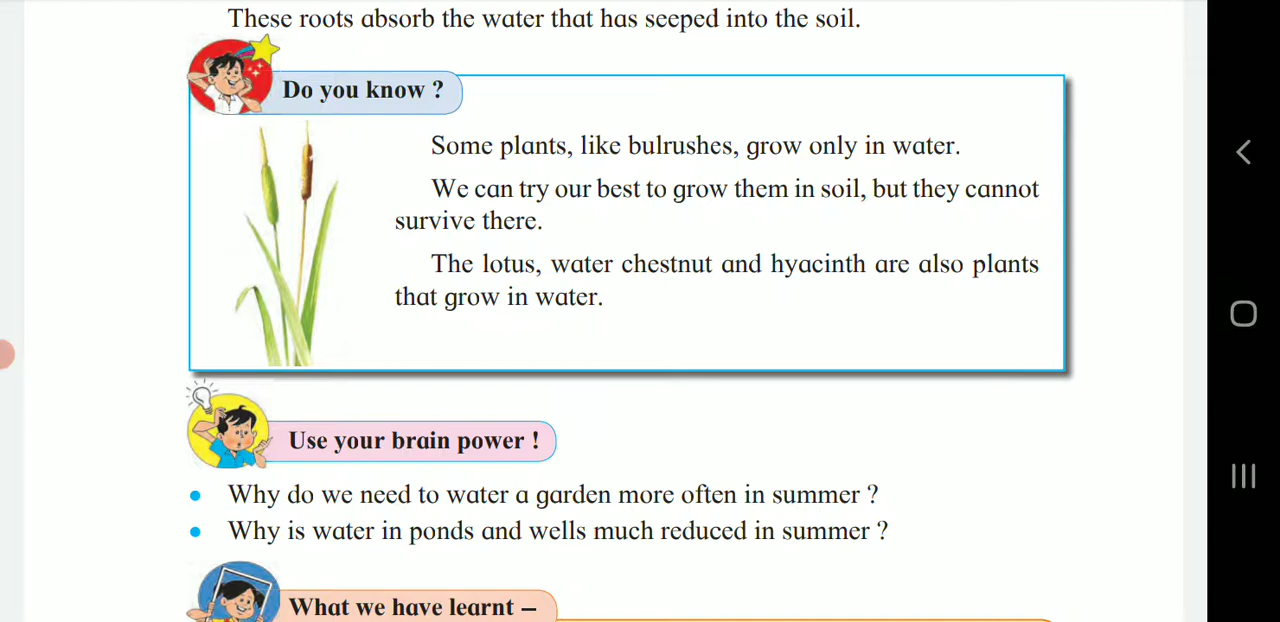 These roots absorb the water that has seeped into the soil.
Do you know ?
Some plants, like bulrushes, grow only in water.
We can try our best to grow them in soil, but they cannot
survive there.
The lotus, water chestnut and hyacinth are also plants
that grow in water.
Use your brain power !
• Why do we need to water a garden more often in summer ?
• Why is water in ponds and wells much reduced in summer ?
What we have learnt –